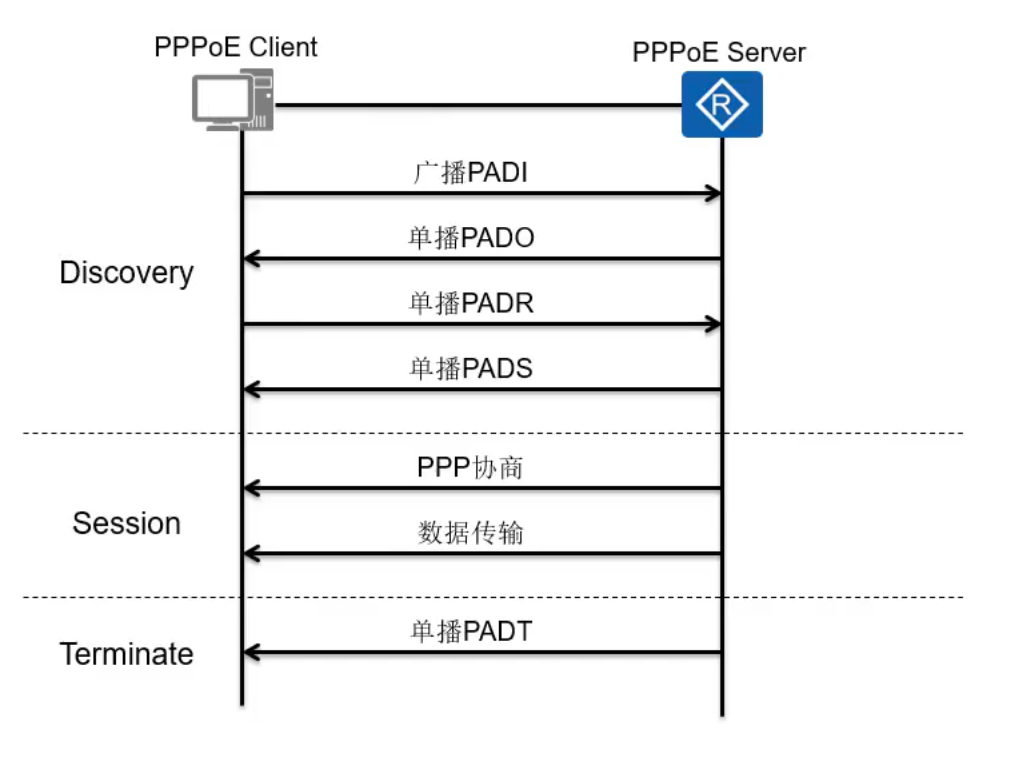 PPPoE Client
PPPoE Server
R
广播PADI
单播PADO
Discovery
单播PADR
单播PADS
PPP协商
Session
数据传输
单播PADT
Terminate